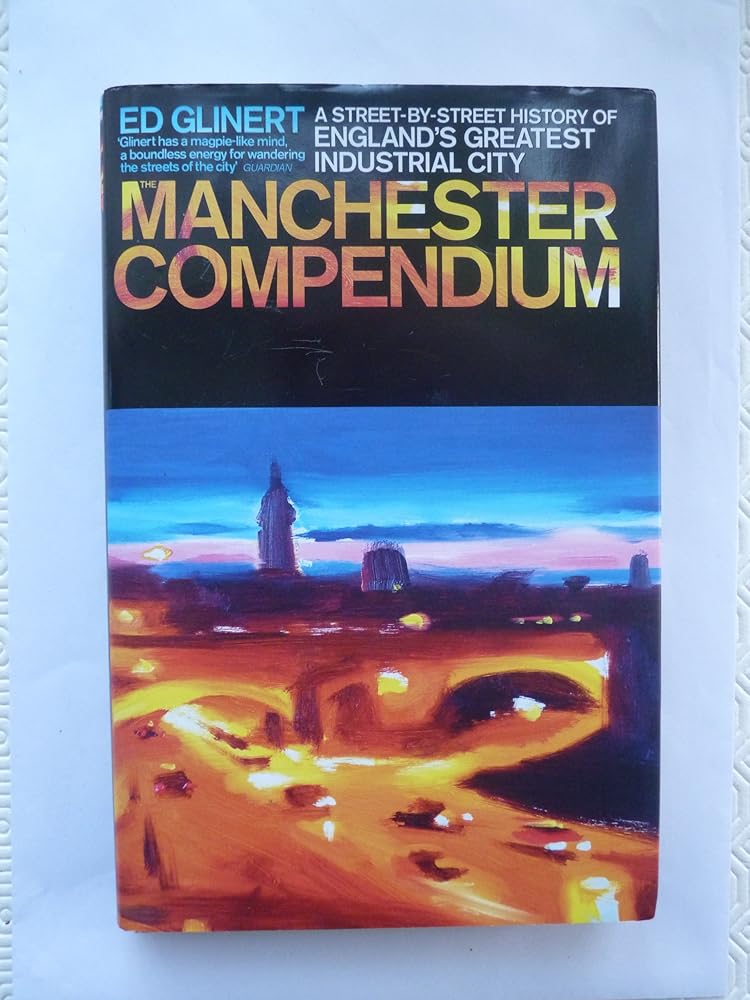 ED GLINERT
'Glinert has a magpie-like mind,
a boundless energy for wandering
the streets of the city' GUARDIAN
A STREET-BY-STREET HISTORY OF
ENGLAND'S GREATEST
INDUSTRIAL CITY
THE
MANCHESTER
COMPENDIUM